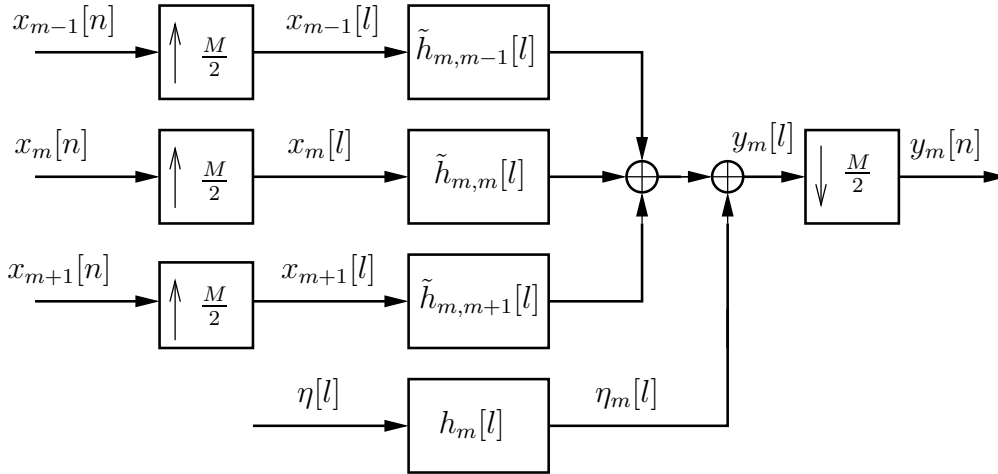 x_{m−1}[n] ↑ M/2 x_{m−1}[l] h̃_{m,m−1}[l]
x_m[n] ↑ M/2 x_m[l] h̃_{m,m}[l] y_m[l] ↓ M/2 y_m[n]
x_{m+1}[n] ↑ M/2 x_{m+1}[l] h̃_{m,m+1}[l]
η[l] h_m[l] η_m[l]